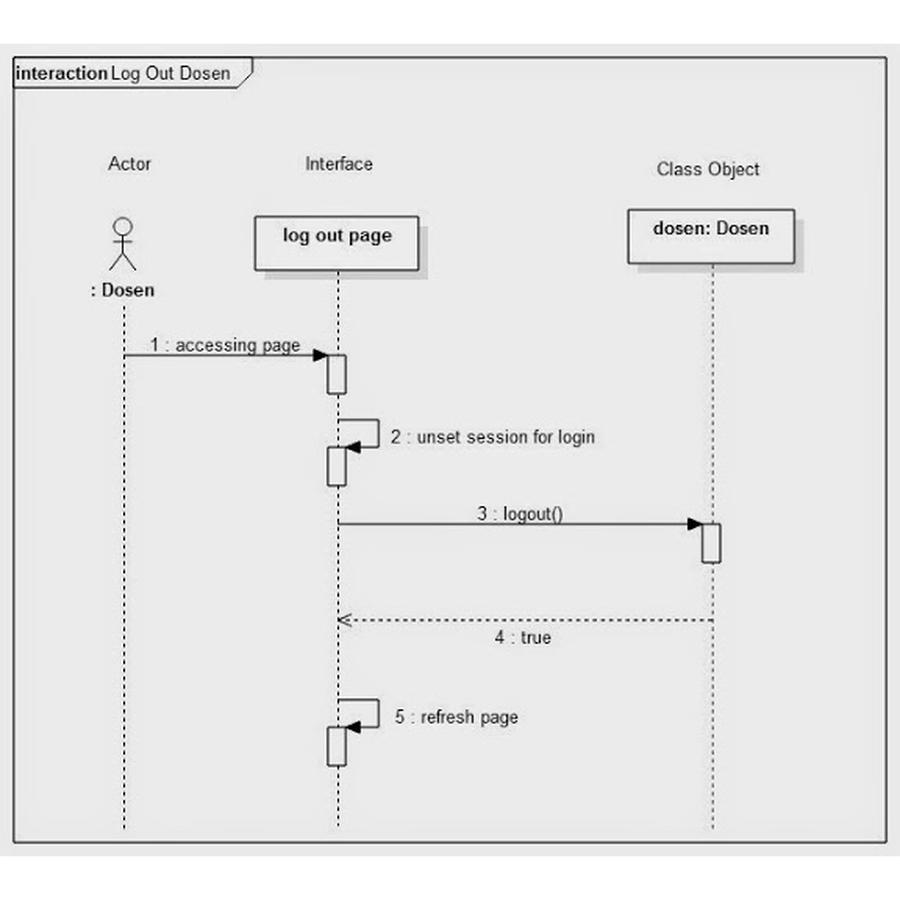 interaction Log Out Dosen
Actor
Interface
Class Object
log out page
dosen: Dosen
: Dosen
1 : accessing page
2 : unset session for login
3 : logout()
4 : true
5 : refresh page